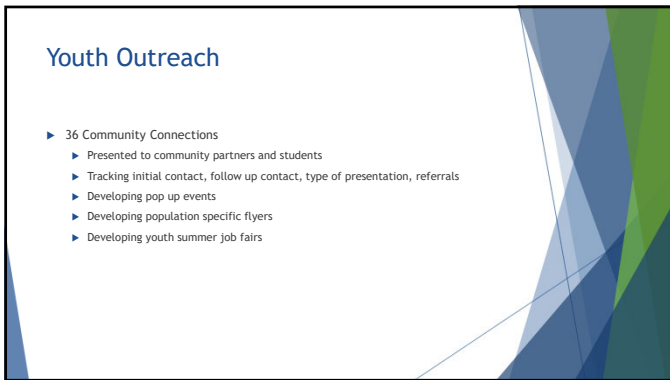 Youth Outreach
36 Community Connections
Presented to community partners and students
Tracking initial contact, follow up contact, type of presentation, referrals
Developing pop up events
Developing population specific flyers
Developing youth summer job fairs